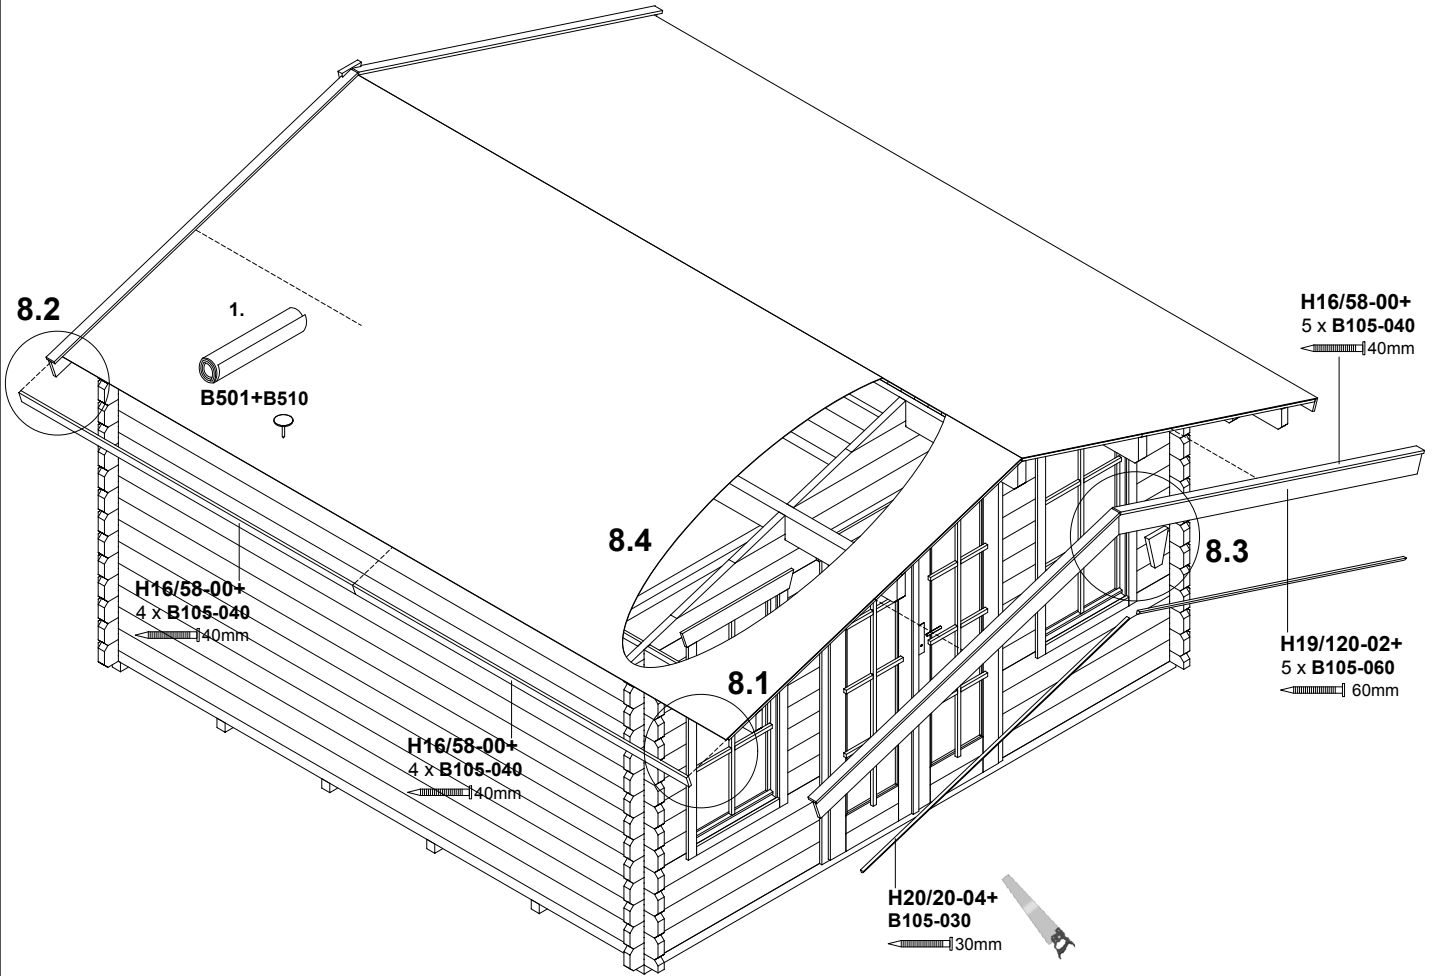 8.2
1.
B501+B510
H16/58-00+
5 x B105-040
40mm
8.4
8.3
H16/58-00+
4 x B105-040
40mm
H19/120-02+
5 x B105-060
60mm
8.1
H16/58-00+
4 x B105-040
40mm
H20/20-04+
B105-030
30mm